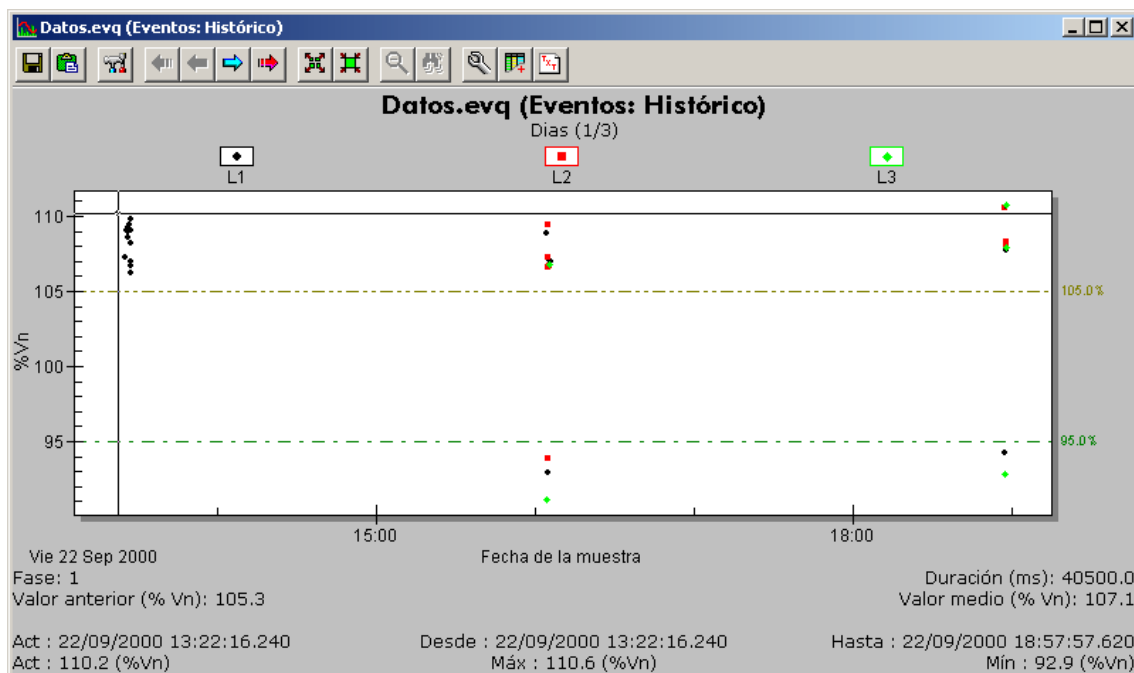 Datos.evq (Eventos: Histórico)
TxT
Datos.evq (Eventos: Histórico)
Dias (1/3)
L1 L2 L3
110
105
105.0%
%Vn
100
95
95.0%
15:00 18:00
Vie 22 Sep 2000 Fecha de la muestra
Fase: 1 Duración (ms): 40500.0
Valor anterior (% Vn): 105.3 Valor medio (% Vn): 107.1
Act : 22/09/2000 13:22:16.240 Desde : 22/09/2000 13:22:16.240 Hasta : 22/09/2000 18:57:57.620
Act : 110.2 (%Vn) Máx : 110.6 (%Vn) Mín : 92.9 (%Vn)